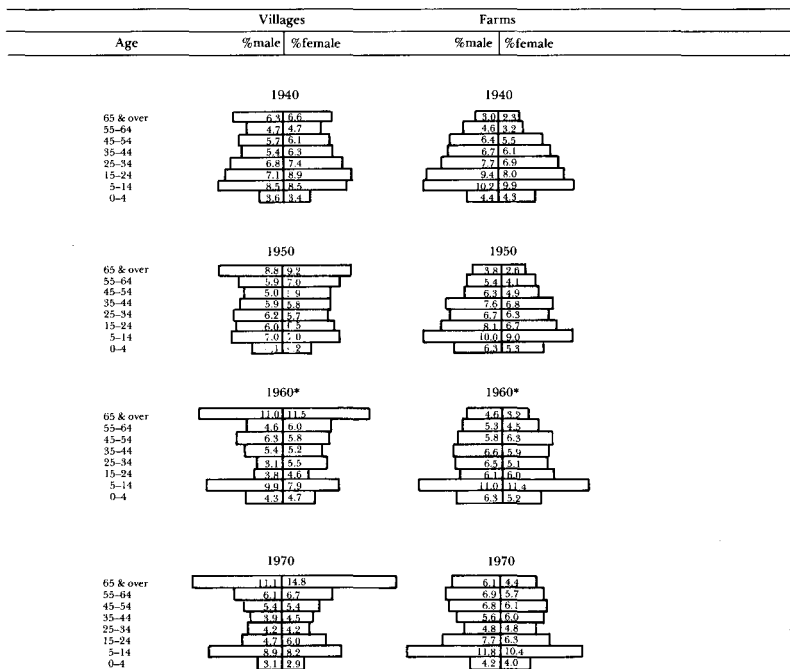 Villages Farms
Age %male %female %male %female
1940 1940
65 & over 6.3 6.6 3.0 2.3
55–64 4.7 4.7 4.6 3.2
45–54 5.7 6.1 6.4 5.5
35–44 5.4 6.3 6.7 6.1
25–34 6.8 7.4 7.7 6.9
15–24 7.1 8.9 9.4 8.0
5–14 8.5 8.5 10.2 9.9
0–4 3.6 3.4 4.4 4.3
1950 1950
65 & over 8.8 9.2 3.8 2.6
55–64 5.9 7.0 5.4 4.1
45–54 5.0 6.3 4.9
35–44 5.9 5.8 7.6 6.8
25–34 6.2 5.7 6.7 6.3
15–24 6.0 8.1 6.7
5–14 7.0 7.0 10.0 9.0
0–4 6.3 5.3
1960* 1960*
65 & over 11.0 11.5 4.6 3.2
55–64 4.6 6.0 5.3 4.5
45–54 6.3 5.8 5.8 6.3
35–44 5.4 5.2 6.6 5.9
25–34 3.1 5.5 6.5 5.1
15–24 3.8 4.6 6.1 6.0
5–14 9.9 7.9 11.0 11.4
0–4 4.3 4.7 6.3 5.2
1970 1970
65 & over 11.1 14.8 6.1 4.4
55–64 6.1 6.7 6.9 5.7
45–54 5.4 5.4 6.8 6.1
35–44 3.9 4.5 5.6 6.0
25–34 4.2 4.2 4.8 4.8
15–24 4.7 6.0 7.7 6.3
5–14 8.9 8.2 11.8 10.4
0–4 3.1 2.9 4.2 4.0